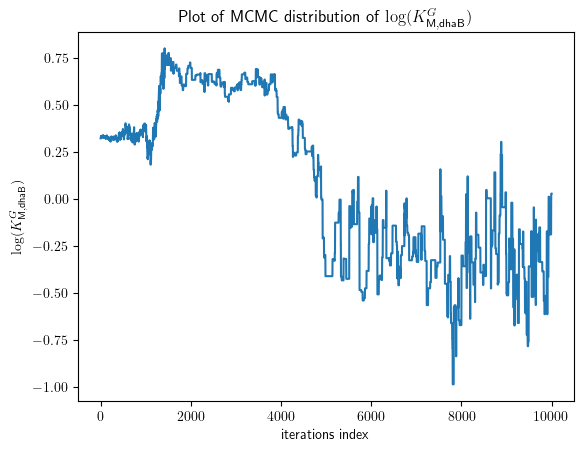 Plot of MCMC distribution of log(K^G_{M,dhaB})
log(K^G_{M,dhaB})
0.75
0.50
0.25
0.00
−0.25
−0.50
−0.75
−1.00
0 2000 4000 6000 8000 10000
iterations index